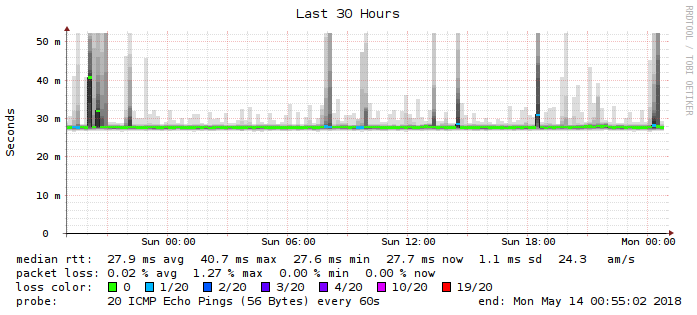 Last 30 Hours
RRDTOOL / TOBI OETIKER
Seconds
50 m
40 m
30 m
20 m
10 m
0
Sun 00:00 Sun 06:00 Sun 12:00 Sun 18:00 Mon 00:00
median rtt: 27.9 ms avg 40.7 ms max 27.6 ms min 27.7 ms now 1.1 ms sd 24.3 am/s
packet loss: 0.02 % avg 1.27 % max 0.00 % min 0.00 % now
loss color: 0 1/20 2/20 3/20 4/20 10/20 19/20
probe: 20 ICMP Echo Pings (56 Bytes) every 60s end: Mon May 14 00:55:02 2018